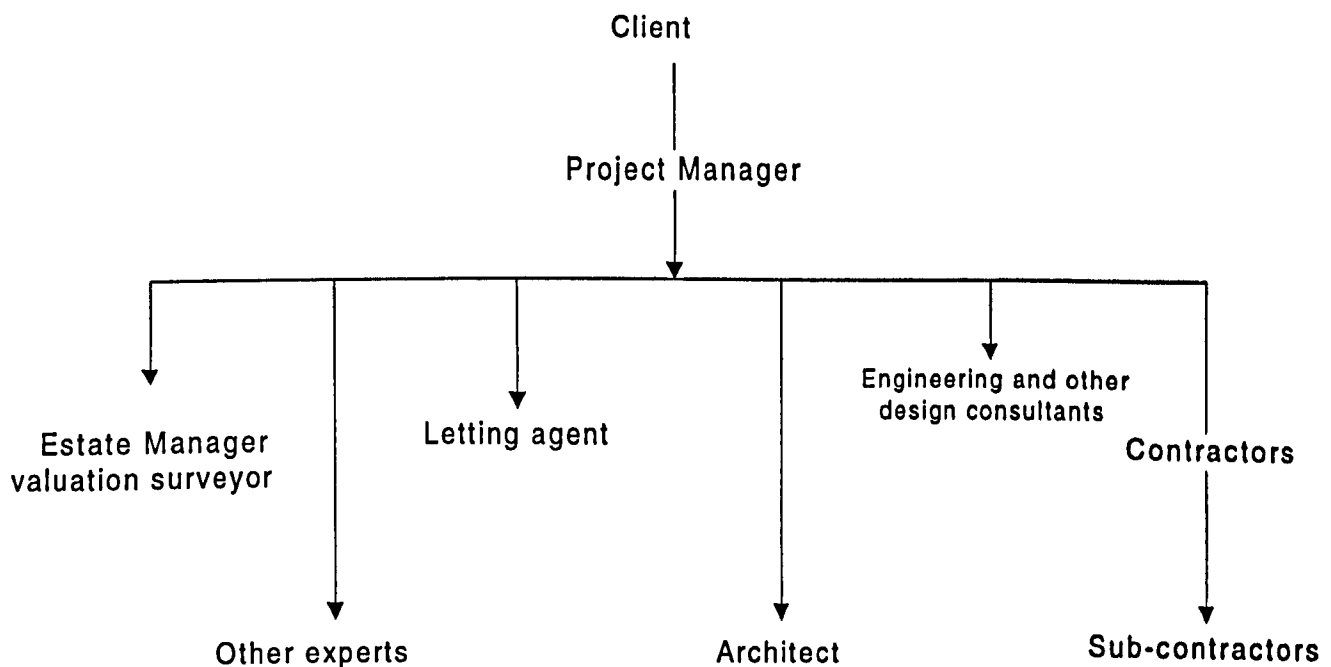 Client
Project Manager
Estate Manager
valuation surveyor
Other experts
Letting agent
Architect
Engineering and other
design consultants
Contractors
Sub-contractors